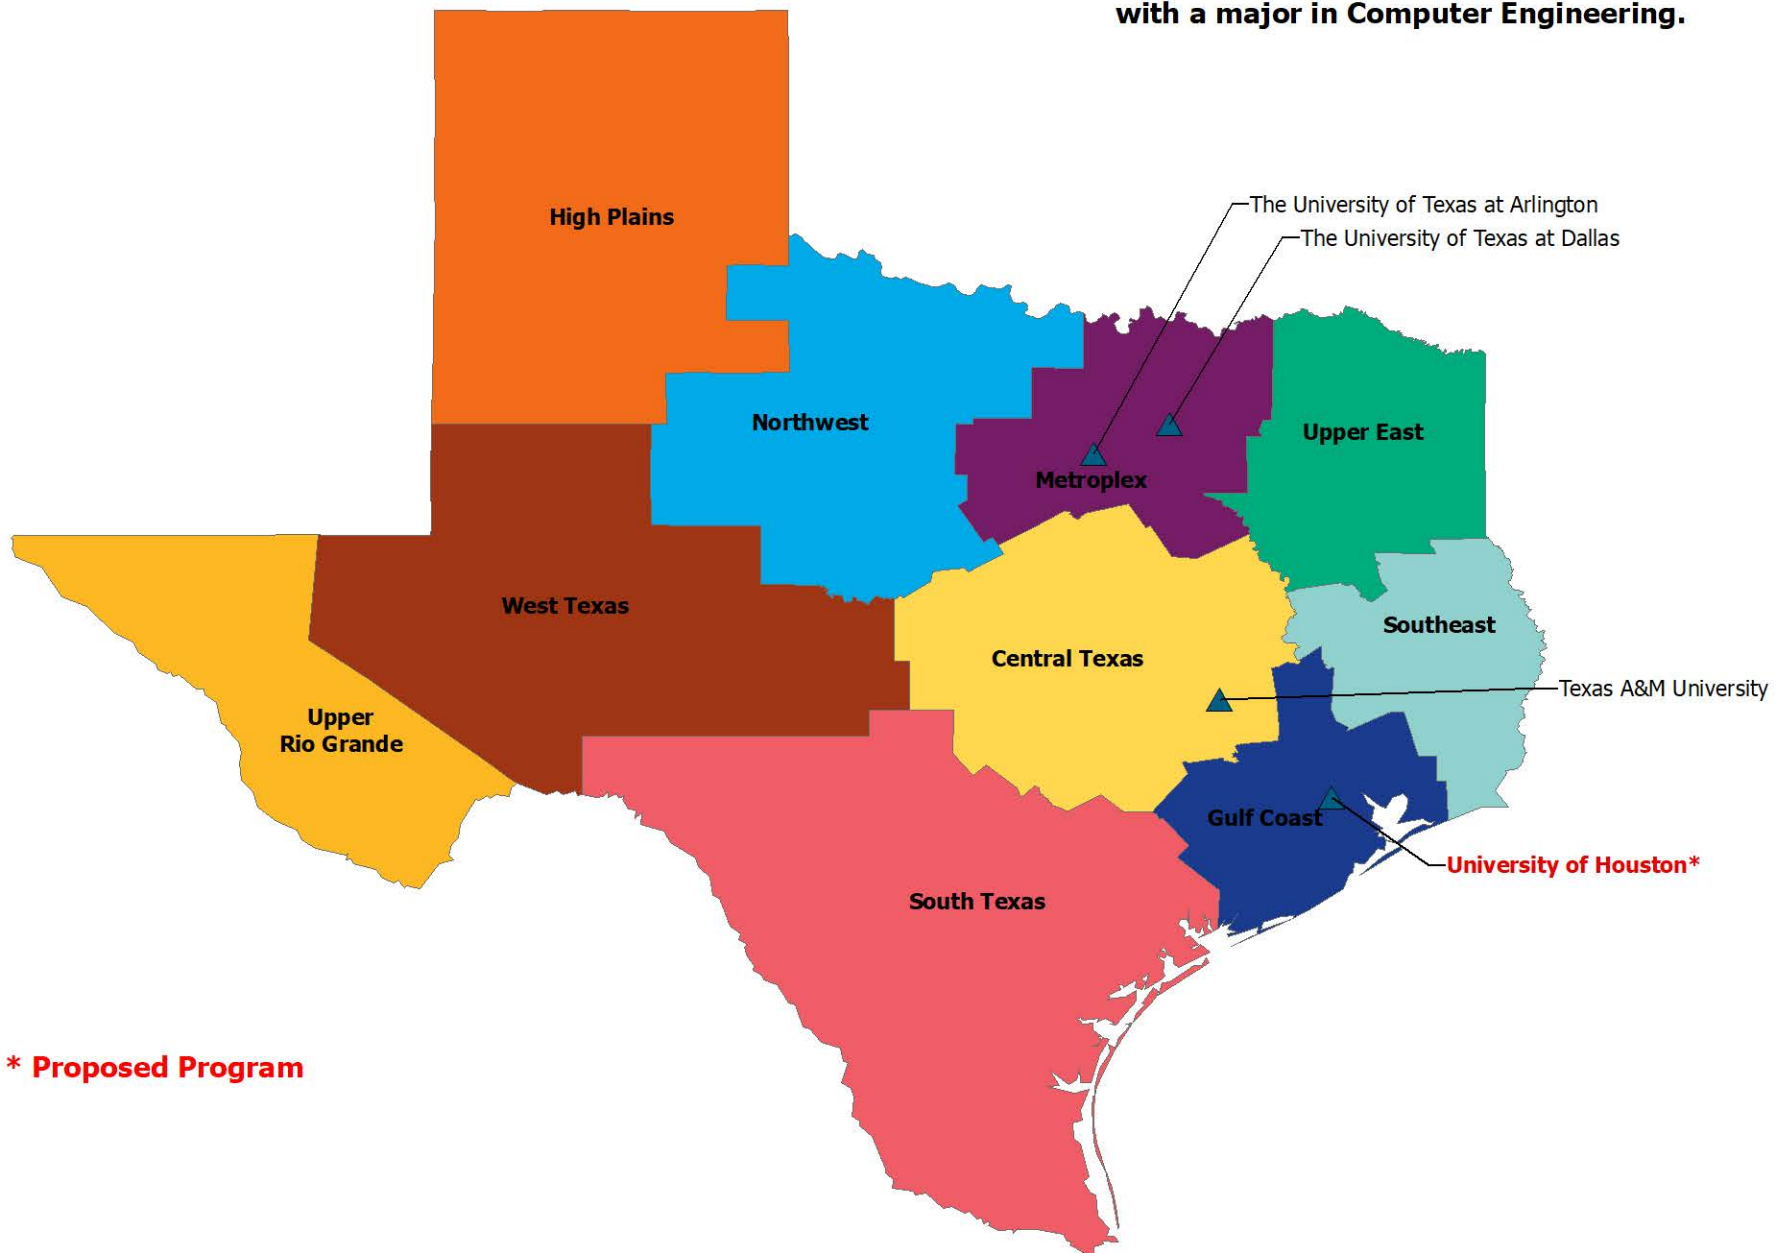 with a major in Computer Engineering.
The University of Texas at Arlington
High Plains
The University of Texas at Dallas
Northwest
Upper East
Metroplex
West Texas
Southeast
Central Texas
Texas A&M University
Upper
Rio Grande
Gulf Coast
University of Houston*
South Texas
* Proposed Program